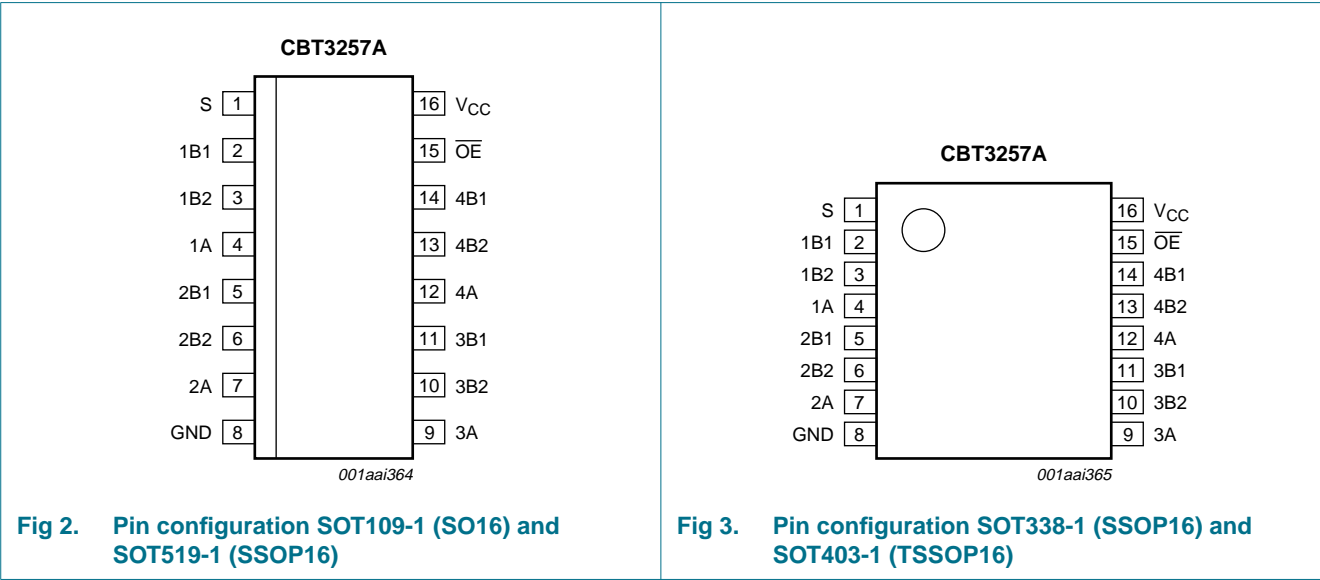 CBT3257A
S 1 16 VCC
1B1 2 15 OE
1B2 3 14 4B1
1A 4 13 4B2
2B1 5 12 4A
2B2 6 11 3B1
2A 7 10 3B2
GND 8 9 3A
001aai364
Fig 2. Pin configuration SOT109-1 (SO16) and
SOT519-1 (SSOP16)
CBT3257A
S 1 16 VCC
1B1 2 15 OE
1B2 3 14 4B1
1A 4 13 4B2
2B1 5 12 4A
2B2 6 11 3B1
2A 7 10 3B2
GND 8 9 3A
001aai365
Fig 3. Pin configuration SOT338-1 (SSOP16) and
SOT403-1 (TSSOP16)